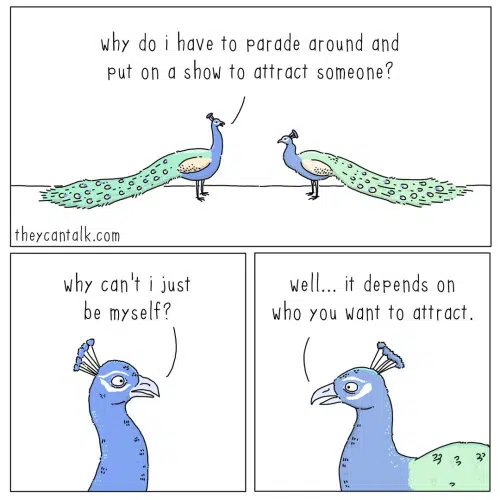 why do i have to parade around and
put on a show to attract someone?
theycantalk.com
why can't i just
be myself?
well... it depends on
who you want to attract.